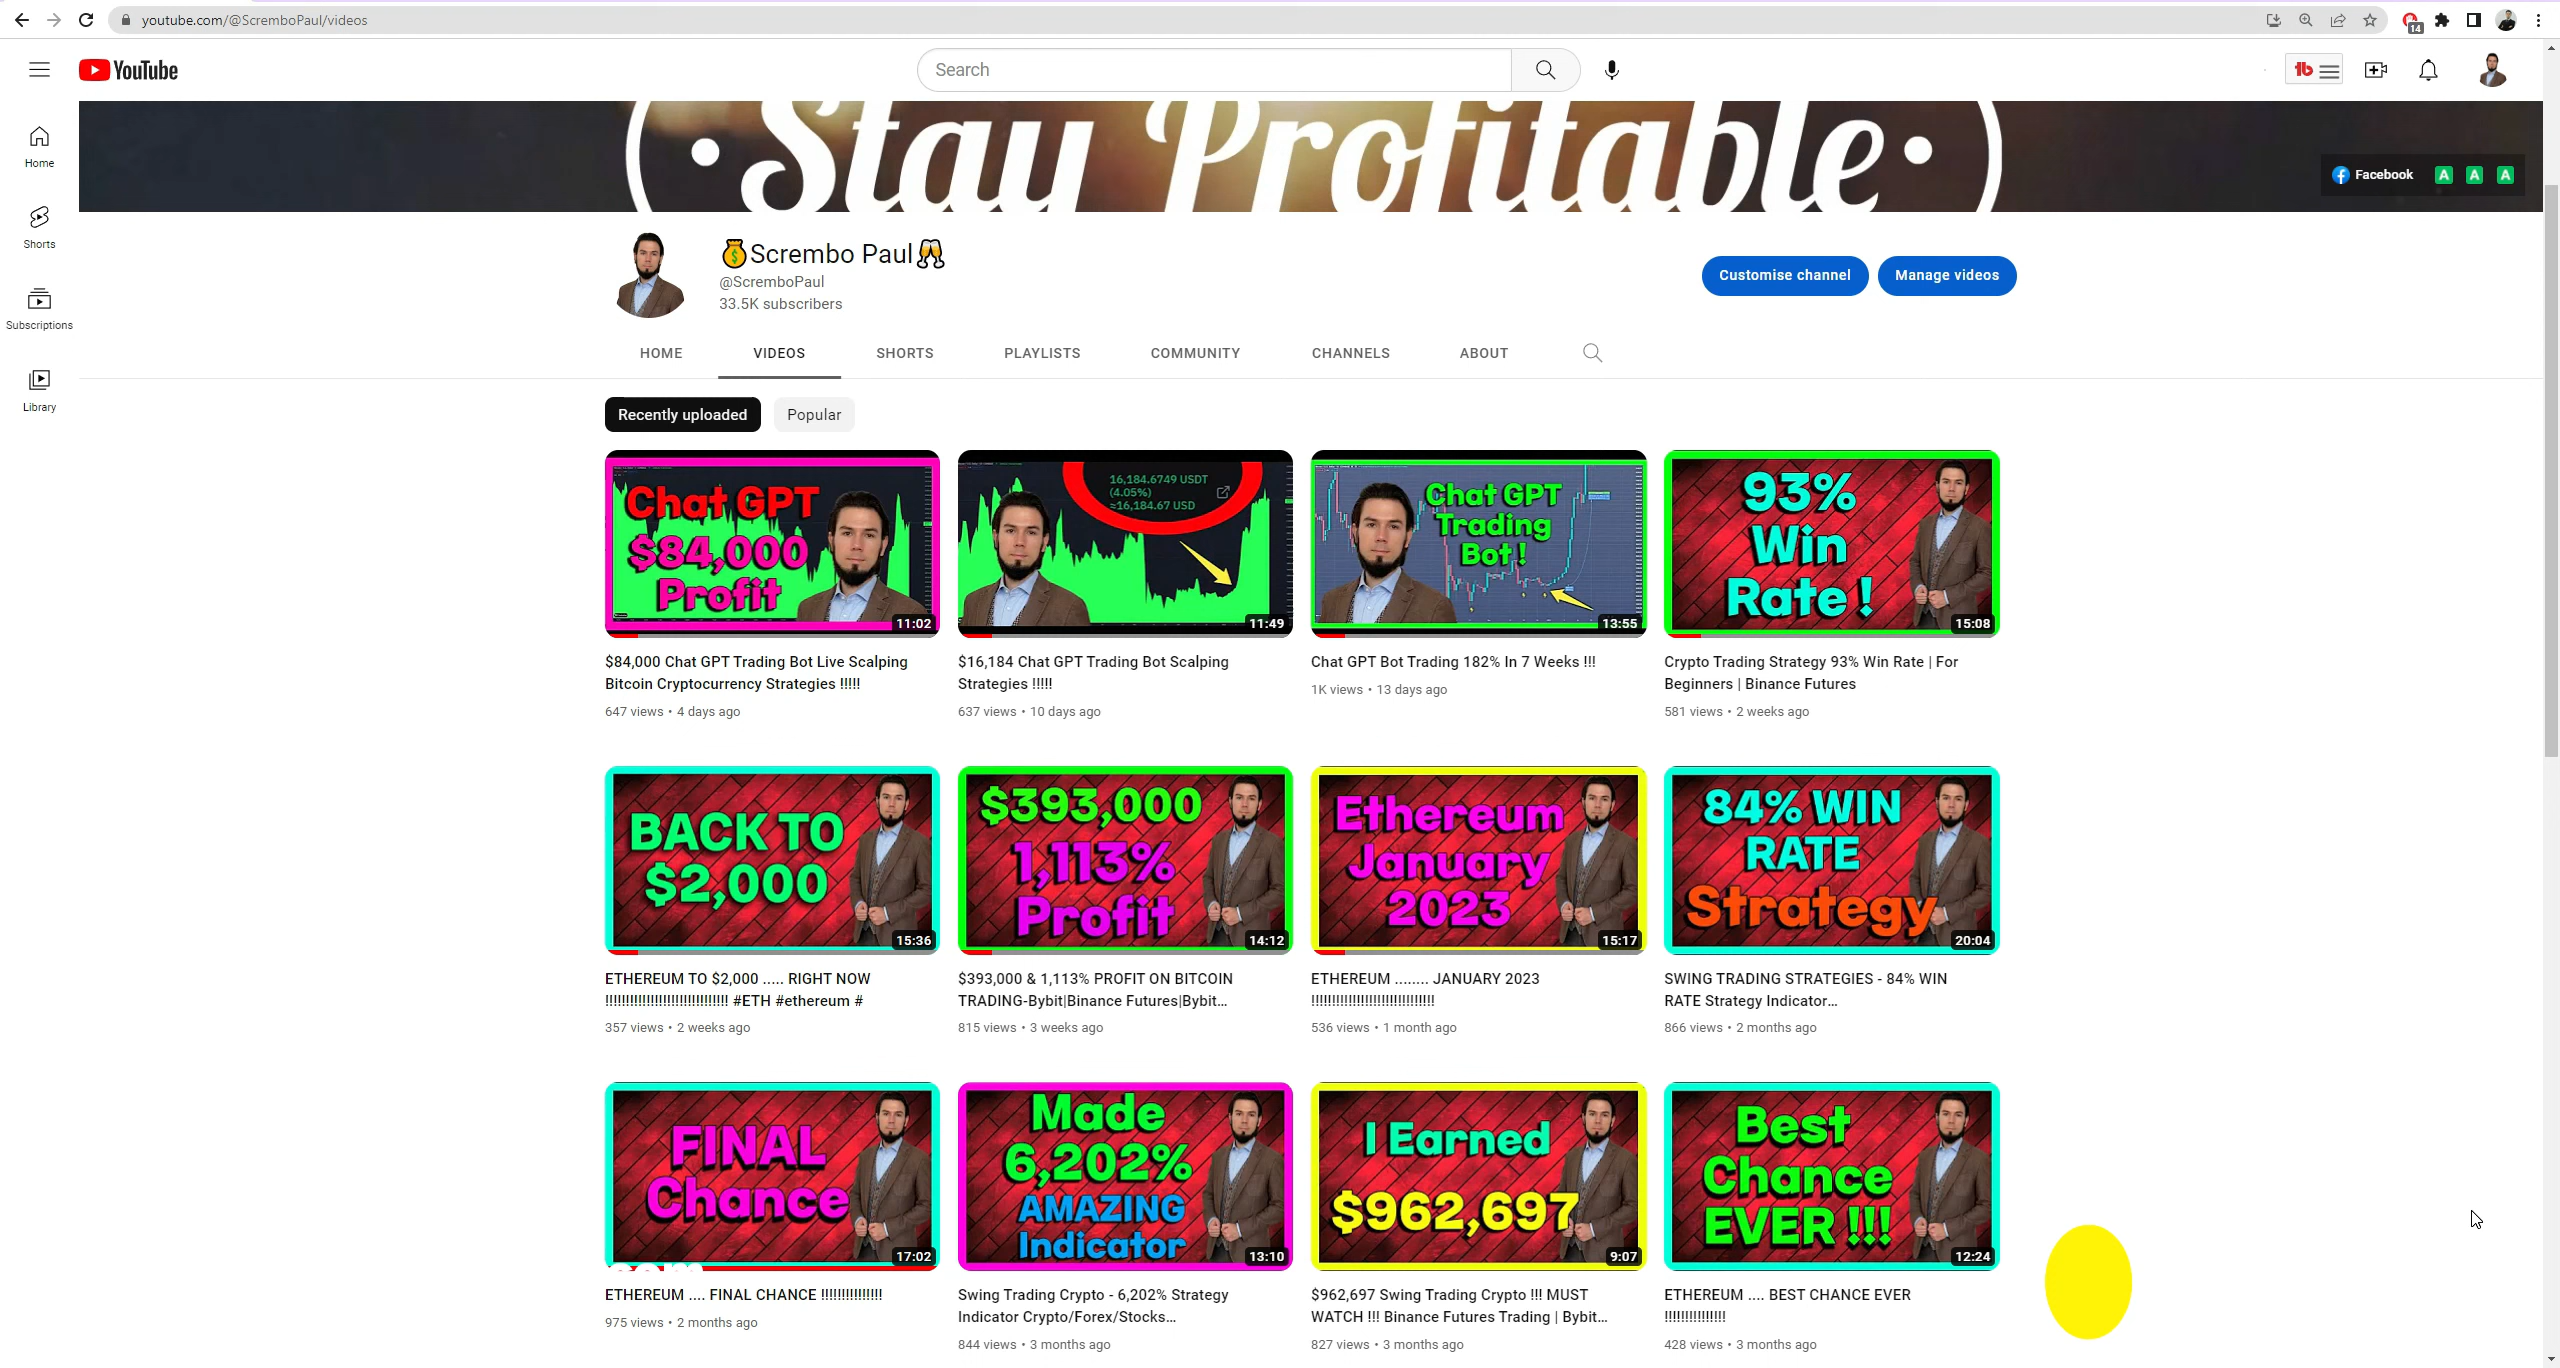 youtube.com/@ScremboPaul/videos
14
YouTube
Search
tb
Home
Shorts
Subscriptions
Library
(·Stay Profitable·)
Facebook
A A A
Scrembo Paul
@ScremboPaul
33.5K subscribers
Customise channel
Manage videos
HOME
VIDEOS
SHORTS
PLAYLISTS
COMMUNITY
CHANNELS
ABOUT
Recently uploaded
Popular
Chat GPT
$84,000
Profit
11:02
$84,000 Chat GPT Trading Bot Live Scalping
Bitcoin Cryptocurrency Strategies !!!!!
647 views • 4 days ago
16,184.6749 USDT
(4.05%)
≈16,184.67 USD
11:49
$16,184 Chat GPT Trading Bot Scalping
Strategies !!!!!
637 views • 10 days ago
Chat GPT
Trading
Bot !
13:55
Chat GPT Bot Trading 182% In 7 Weeks !!!
1K views • 13 days ago
93%
Win
Rate !
15:08
Crypto Trading Strategy 93% Win Rate | For
Beginners | Binance Futures
581 views • 2 weeks ago
BACK TO
$2,000
15:36
ETHEREUM TO $2,000 ..... RIGHT NOW
!!!!!!!!!!!!!!!!!!!!!!!!!!!!!! #ETH #ethereum #
357 views • 2 weeks ago
$393,000
1,113%
Profit
14:12
$393,000 & 1,113% PROFIT ON BITCOIN
TRADING-Bybit|Binance Futures|Bybit...
815 views • 3 weeks ago
Ethereum
January
2023
15:17
ETHEREUM ........ JANUARY 2023
!!!!!!!!!!!!!!!!!!!!!!!!!!!!!!
536 views • 1 month ago
84% WIN
RATE
Strategy
20:04
SWING TRADING STRATEGIES - 84% WIN
RATE Strategy Indicator...
866 views • 2 months ago
FINAL
Chance
17:02
ETHEREUM .... FINAL CHANCE !!!!!!!!!!!!!!!
975 views • 2 months ago
Made
6,202%
AMAZING
Indicator
13:10
Swing Trading Crypto - 6,202% Strategy
Indicator Crypto/Forex/Stocks...
844 views • 3 months ago
I Earned
$962,697
9:07
$962,697 Swing Trading Crypto !!! MUST
WATCH !!! Binance Futures Trading | Bybit...
827 views • 3 months ago
Best
Chance
EVER !!!
12:24
ETHEREUM .... BEST CHANCE EVER
!!!!!!!!!!!!!!!
428 views • 3 months ago